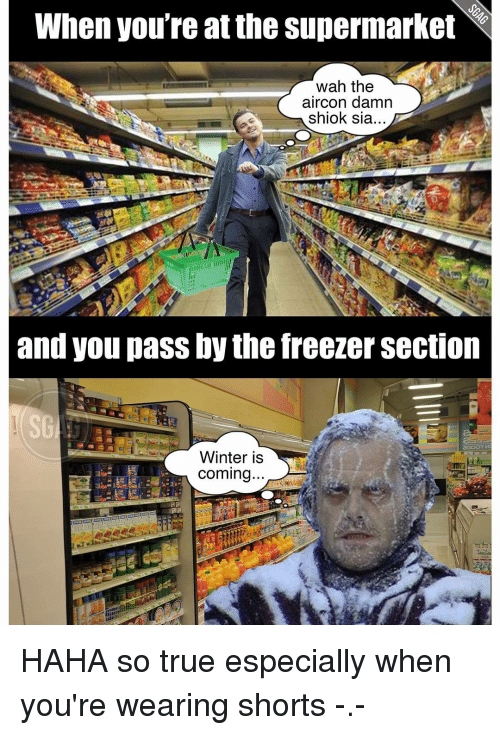 When you're at the supermarket
SGAG
wah the
aircon damn
shiok sia...
and you pass by the freezer section
SGAG
Winter is
coming...
HAHA so true especially when
you're wearing shorts -.-